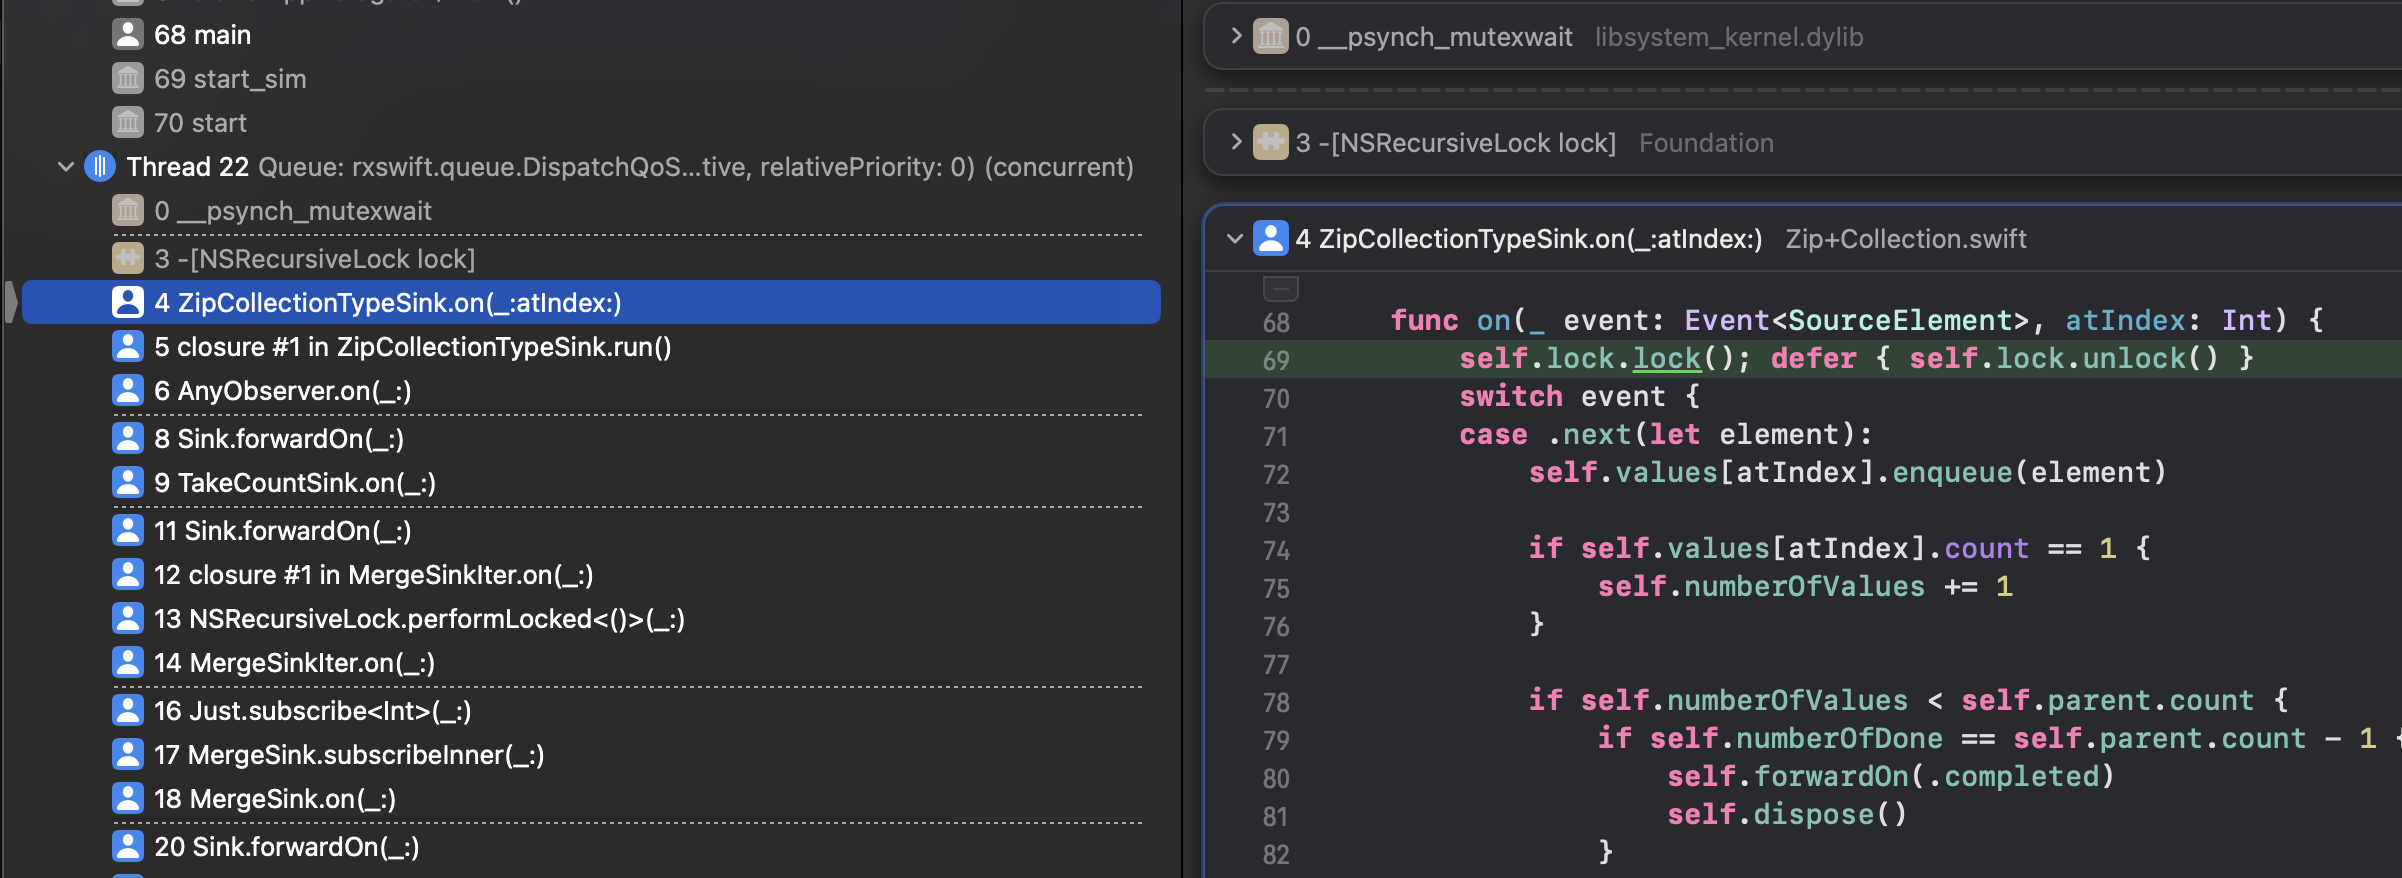 68 main
69 start_sim
70 start
Thread 22 Queue: rxswift.queue.DispatchQoS...tive, relativePriority: 0) (concurrent)
0 __psynch_mutexwait
3 -[NSRecursiveLock lock]
4 ZipCollectionTypeSink.on(_:atIndex:)
5 closure #1 in ZipCollectionTypeSink.run()
6 AnyObserver.on(_:)
8 Sink.forwardOn(_:)
9 TakeCountSink.on(_:)
11 Sink.forwardOn(_:)
12 closure #1 in MergeSinkIter.on(_:)
13 NSRecursiveLock.performLocked<()>(_:)
14 MergeSinkIter.on(_:)
16 Just.subscribe<Int>(_:)
17 MergeSink.subscribeInner(_:)
18 MergeSink.on(_:)
20 Sink.forwardOn(_:)
0 __psynch_mutexwait libsystem_kernel.dylib
3 -[NSRecursiveLock lock] Foundation
4 ZipCollectionTypeSink.on(_:atIndex:) Zip+Collection.swift
68 func on(_ event: Event<SourceElement>, atIndex: Int) {
69 self.lock.lock(); defer { self.lock.unlock() }
70 switch event {
71 case .next(let element):
72 self.values[atIndex].enqueue(element)
73
74 if self.values[atIndex].count == 1 {
75 self.numberOfValues += 1
76 }
77
78 if self.numberOfValues < self.parent.count {
79 if self.numberOfDone == self.parent.count - 1 {
80 self.forwardOn(.completed)
81 self.dispose()
82 }